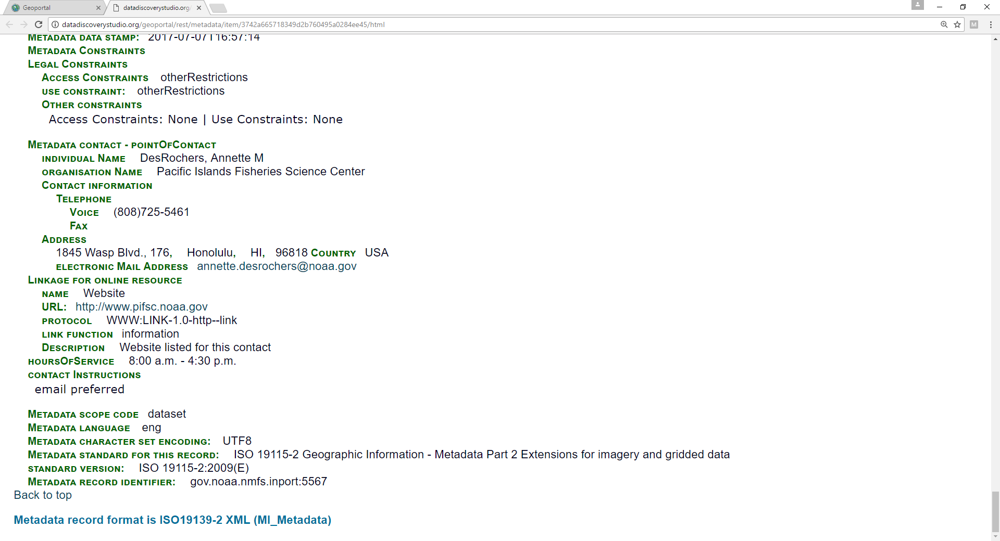 Geoportal
datadiscoverystudio.org/
datadiscoverystudio.org/geoportal/rest/metadata/item/3742a665718349d2b760495a0284ee45/html
M
Metadata data stamp: 2017-07-07T16:57:14
Metadata Constraints
Legal Constraints
Access Constraints otherRestrictions
use constraint: otherRestrictions
Other constraints
Access Constraints: None | Use Constraints: None
Metadata contact - pointOfContact
individual Name DesRochers, Annette M
organisation Name Pacific Islands Fisheries Science Center
Contact information
Telephone
Voice (808)725-5461
Fax
Address
1845 Wasp Blvd., 176, Honolulu, HI, 96818 Country USA
electronic Mail Address annette.desrochers@noaa.gov
Linkage for online resource
name Website
URL: http://www.pifsc.noaa.gov
protocol WWW:LINK-1.0-http--link
link function information
Description Website listed for this contact
hoursOfService 8:00 a.m. - 4:30 p.m.
contact Instructions
email preferred
Metadata scope code dataset
Metadata language eng
Metadata character set encoding: UTF8
Metadata standard for this record: ISO 19115-2 Geographic Information - Metadata Part 2 Extensions for imagery and gridded data
standard version: ISO 19115-2:2009(E)
Metadata record identifier: gov.noaa.nmfs.inport:5567
Back to top
Metadata record format is ISO19139-2 XML (MI_Metadata)